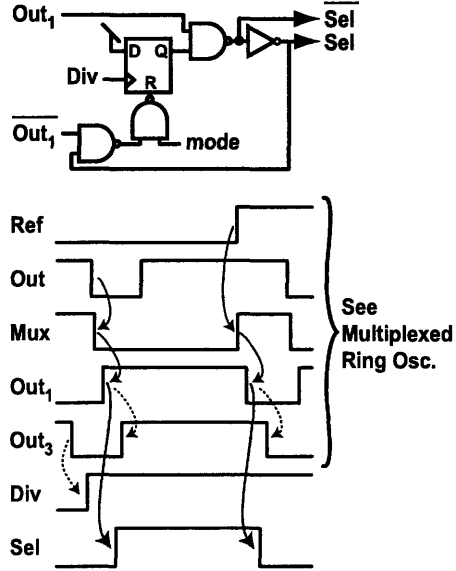 Out1
Sel
Sel
D Q
Div
R
Out1
mode
Ref
Out
Mux
Out1
Out3
Div
Sel
See
Multiplexed
Ring Osc.